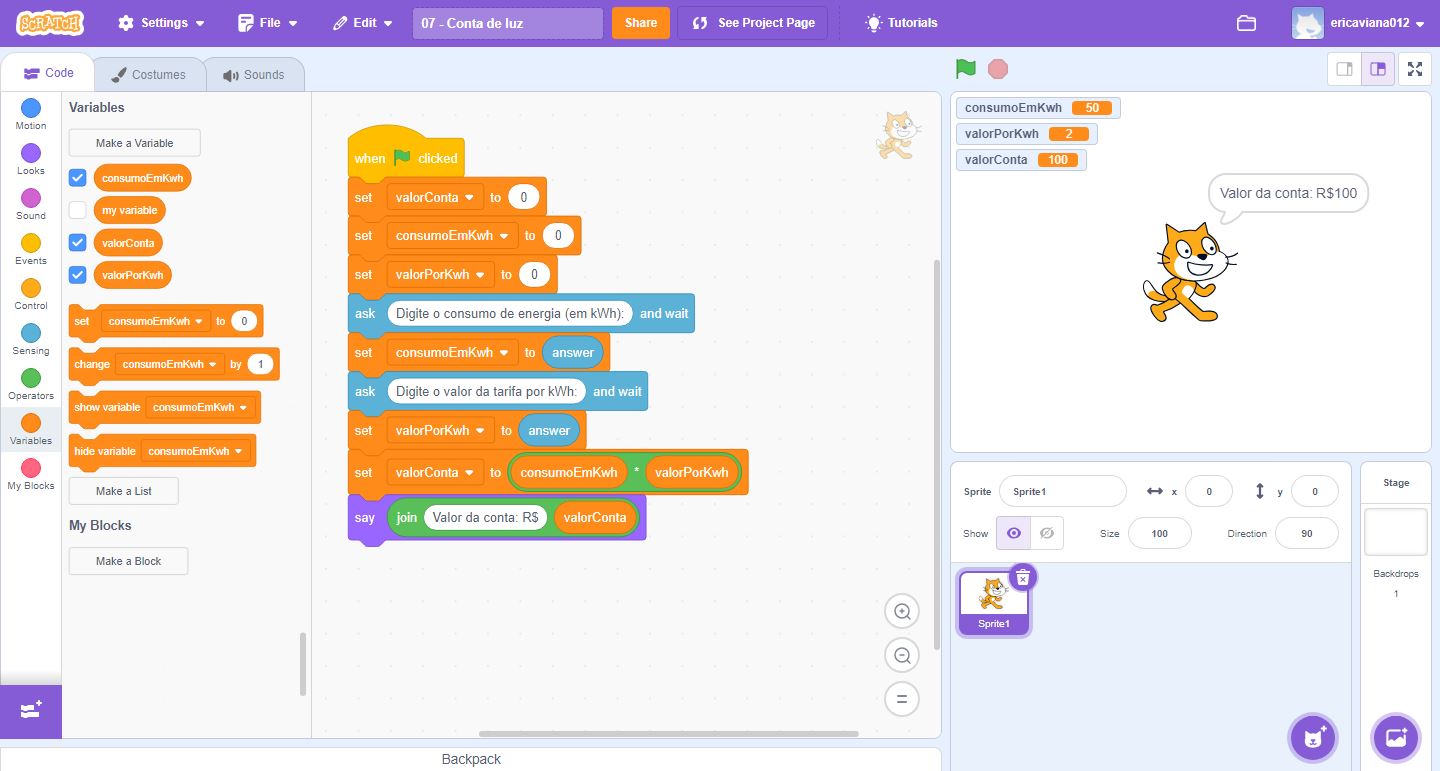 SCRATCH Settings File Edit 07 - Conta de luz Share See Project Page Tutorials ericaviana012
Code Costumes Sounds
Motion
Looks
Sound
Events
Control
Sensing
Operators
Variables
My Blocks
Variables
Make a Variable
consumoEmKwh
my variable
valorConta
valorPorKwh
set consumoEmKwh to 0
change consumoEmKwh by 1
show variable consumoEmKwh
hide variable consumoEmKwh
Make a List
My Blocks
Make a Block
when clicked
set valorConta to 0
set consumoEmKwh to 0
set valorPorKwh to 0
ask Digite o consumo de energia (em kWh): and wait
set consumoEmKwh to answer
ask Digite o valor da tarifa por kWh: and wait
set valorPorKwh to answer
set valorConta to consumoEmKwh * valorPorKwh
say join Valor da conta: R$ valorConta
Backpack
consumoEmKwh 50
valorPorKwh 2
valorConta 100
Valor da conta: R$100
Sprite Sprite1 x 0 y 0
Show Size 100 Direction 90
Sprite1
Stage
Backdrops
1